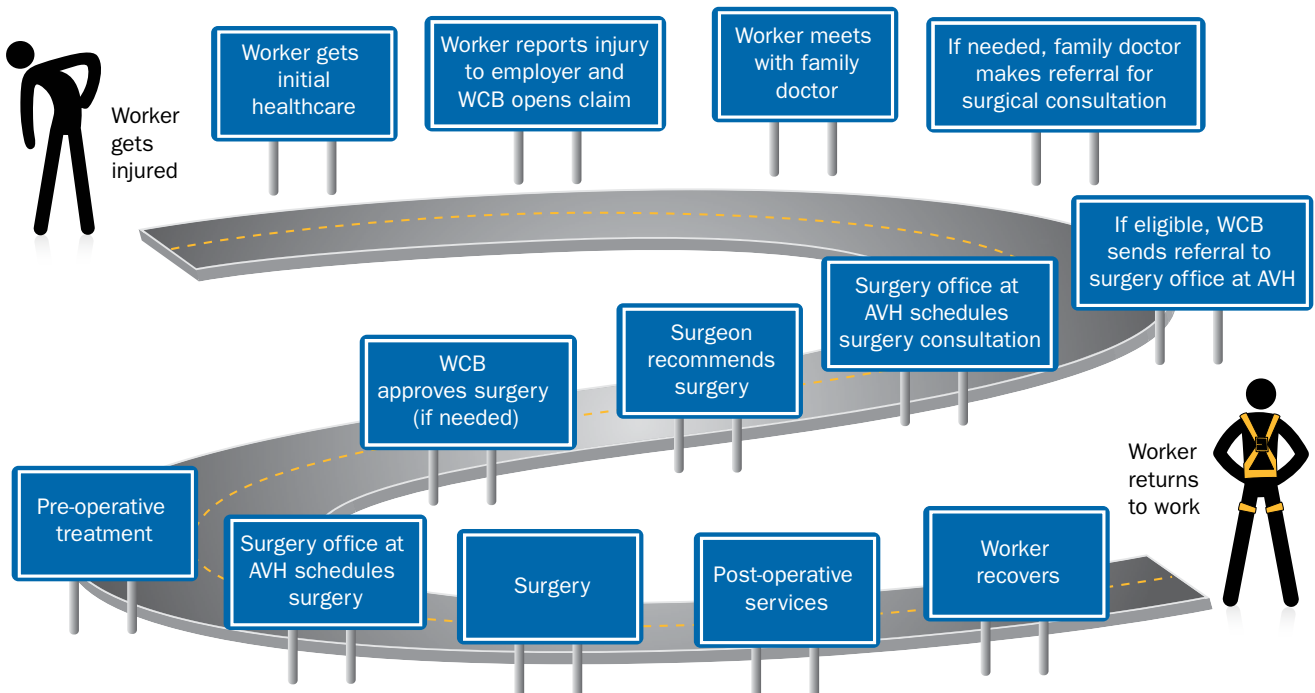 Worker
gets
injured
Worker gets
initial
healthcare
Worker reports injury
to employer and
WCB opens claim
Worker meets
with family
doctor
If needed, family doctor
makes referral for
surgical consultation
If eligible, WCB
sends referral to
surgery office at AVH
Surgery office at
AVH schedules
surgery consultation
Surgeon
recommends
surgery
WCB
approves surgery
(if needed)
Pre-operative
treatment
Surgery office at
AVH schedules
surgery
Surgery
Post-operative
services
Worker
recovers
Worker
returns
to work